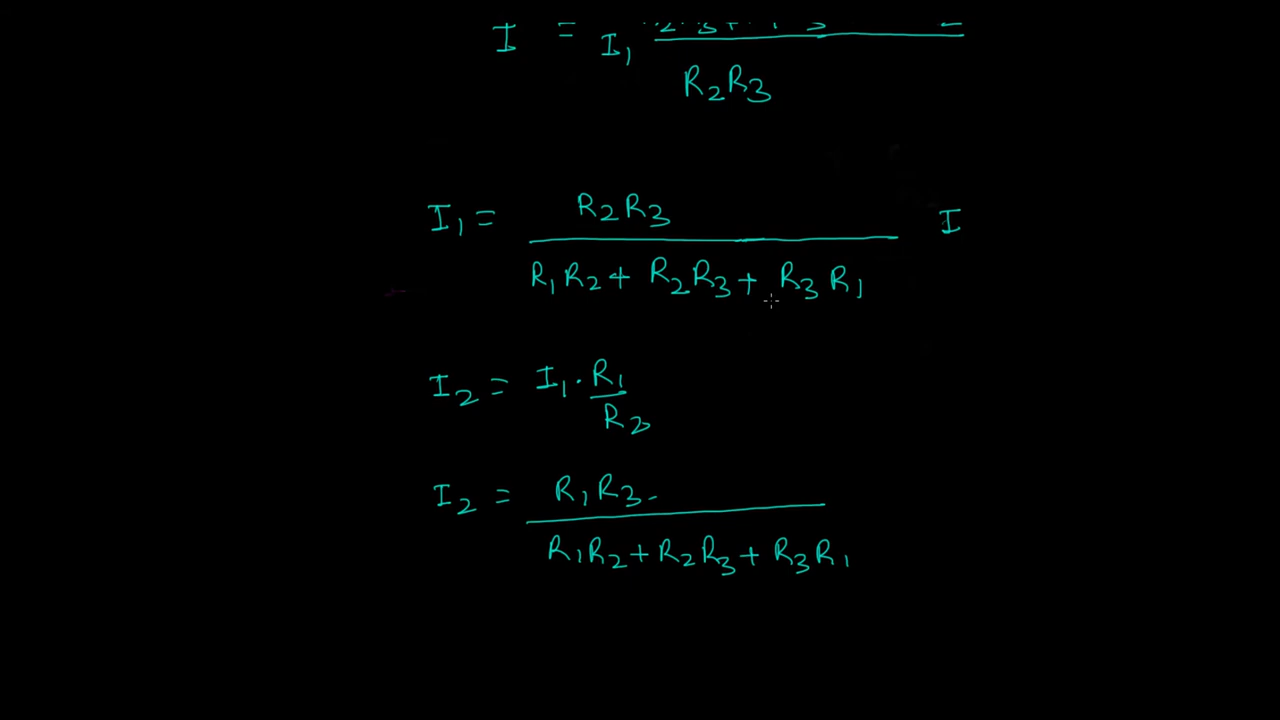 I = I₁
R₂R₃
I₁ = R₂R₃ / R₁R₂ + R₂R₃ + R₃R₁ I
I₂ = I₁ · R₁ / R₂
I₂ = R₁R₃ / R₁R₂ + R₂R₃ + R₃R₁